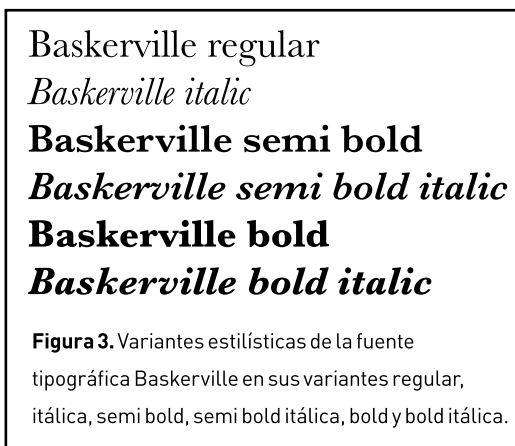 Baskerville regular
Baskerville italic
Baskerville semi bold
Baskerville semi bold italic
Baskerville bold
Baskerville bold italic
Figura 3. Variantes estilísticas de la fuente
tipográfica Baskerville en sus variantes regular,
itálica, semi bold, semi bold itálica, bold y bold itálica.